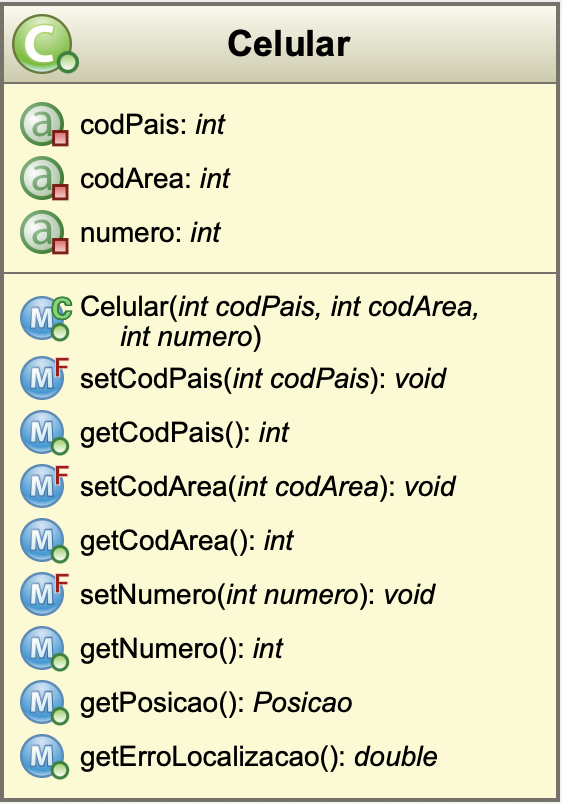 Celular
codPais: int
codArea: int
numero: int
Celular(int codPais, int codArea,
int numero)
setCodPais(int codPais): void
getCodPais(): int
setCodArea(int codArea): void
getCodArea(): int
setNumero(int numero): void
getNumero(): int
getPosicao(): Posicao
getErroLocalizacao(): double